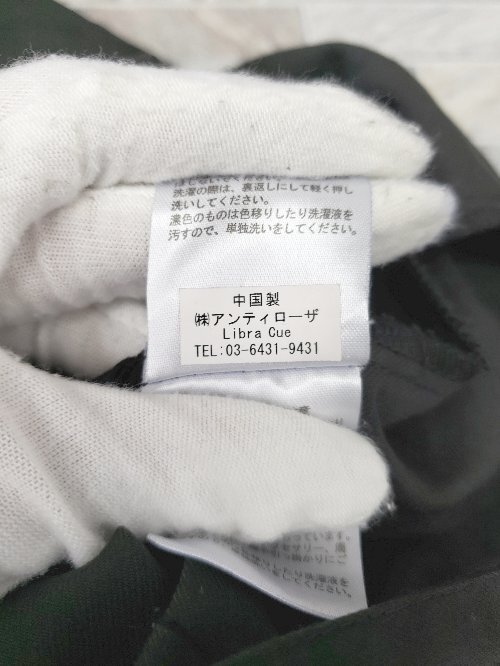 洗濯の際は、裏返しにして軽く押し
洗いしてください。
濃色のものは色移りしたり洗濯液を
汚すので、単独洗いをしてください。
中国製
㈱アンティローザ
Libra Cue
TEL:03-6431-9431